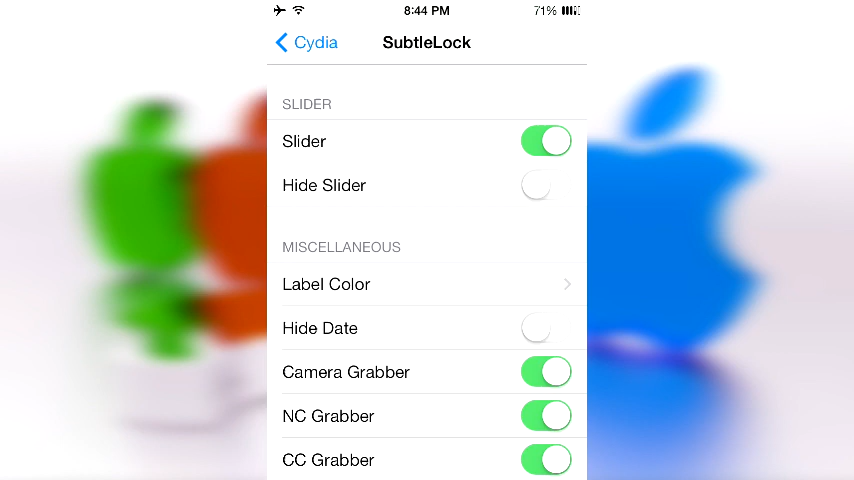 8:44 PM 71%
Cydia SubtleLock
SLIDER
Slider
Hide Slider
MISCELLANEOUS
Label Color
Hide Date
Camera Grabber
NC Grabber
CC Grabber